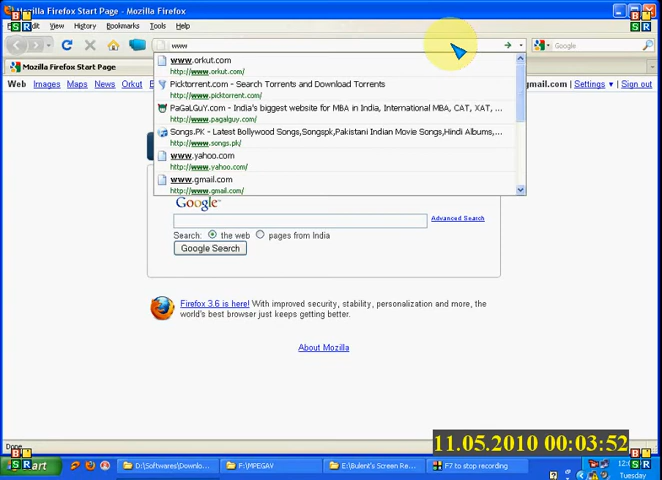 Mozilla Firefox Start Page - Mozilla Firefox
View History Bookmarks Tools Help
www
Google
Mozilla Firefox Start Page
www.orkut.com
http://www.orkut.com/
Picktorrent.com - Search Torrents and Download Torrents
http://www.picktorrent.com/
PaGaLGuY.com - India's biggest website for MBA in India, International MBA, CAT, XAT, ...
http://www.pagalguy.com/
Songs.PK - Latest Bollywood Songs,Songspk,Pakistani Indian Movie Songs,Hindi Albums,...
http://www.songs.pk/
www.yahoo.com
http://www.yahoo.com/
www.gmail.com
http://www.gmail.com/
Web Images Maps News Orkut
gmail.com | Settings | Sign out
Google
Advanced Search
Search: the web pages from India
Google Search
Firefox 3.6 is here! With improved security, stability, personalization and more, the
world's best browser just keeps getting better.
About Mozilla
Done
11.05.2010 00:03:52
start
D:\Softwares\Downlo...
F:\MPEGAV
E:\Bulent's Screen Re...
F7 to stop recording